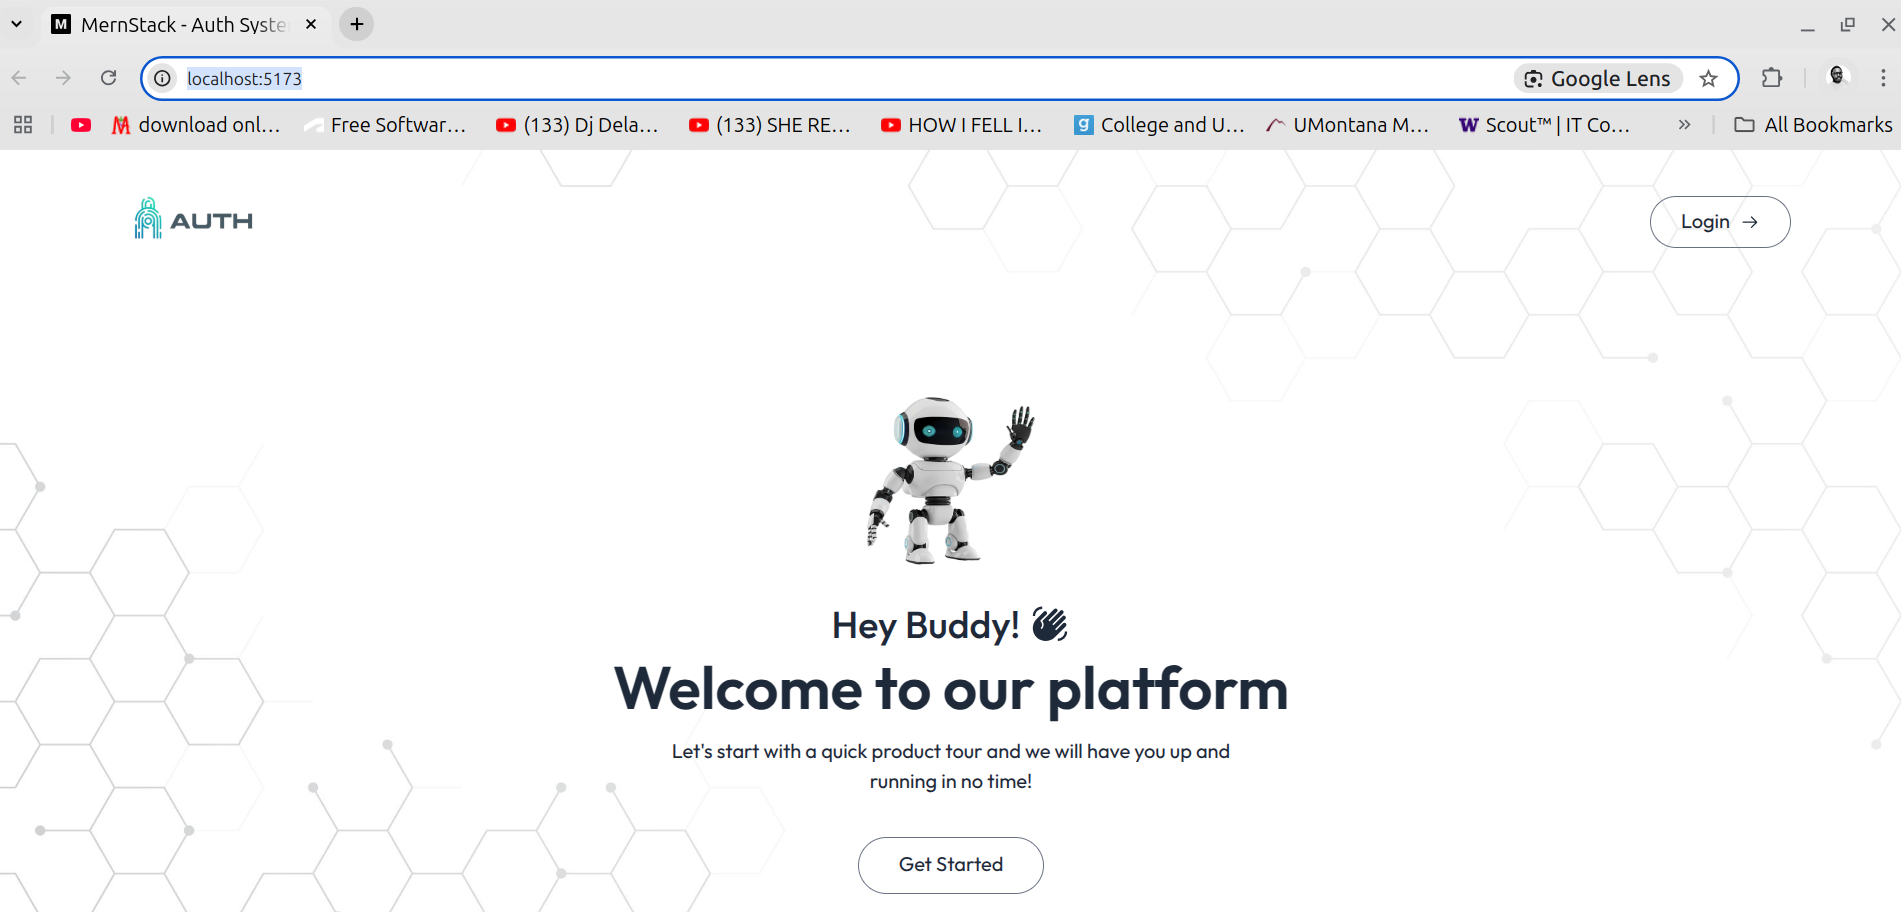 MernStack - Auth Syste
localhost:5173
Google Lens
download onl...
Free Softwar...
(133) Dj Dela...
(133) SHE RE...
HOW I FELL I...
College and U...
UMontana M...
Scout™ | IT Co...
All Bookmarks
AUTH
Login
Hey Buddy!
Welcome to our platform
Let's start with a quick product tour and we will have you up and
running in no time!
Get Started